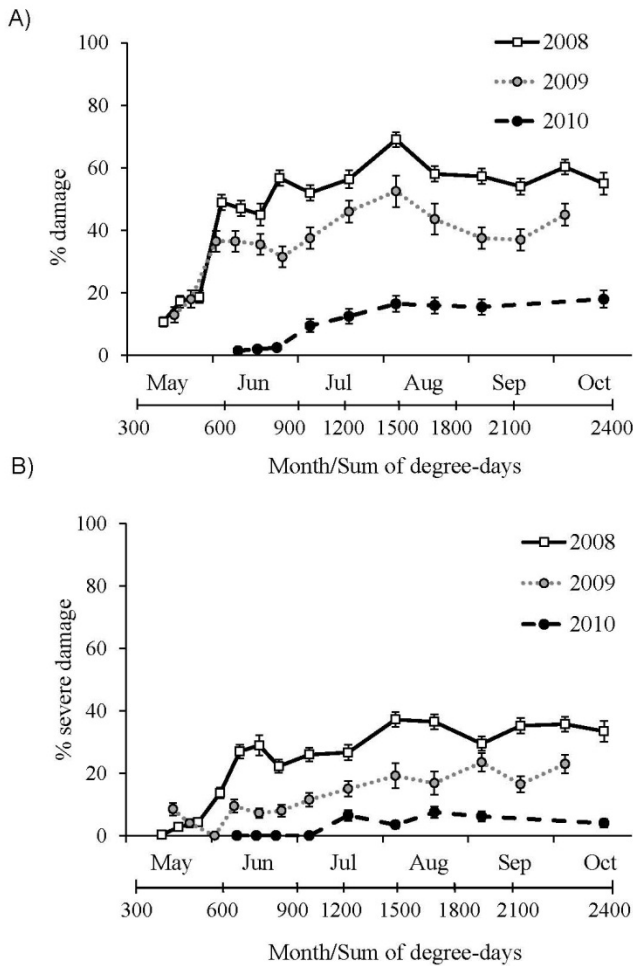 A)
100
80
60
40
20
0
% damage
2008
2009
2010
May Jun Jul Aug Sep Oct
300 600 900 1200 1500 1800 2100 2400
Month/Sum of degree-days
B)
100
80
60
40
20
0
% severe damage
2008
2009
2010
May Jun Jul Aug Sep Oct
300 600 900 1200 1500 1800 2100 2400
Month/Sum of degree-days